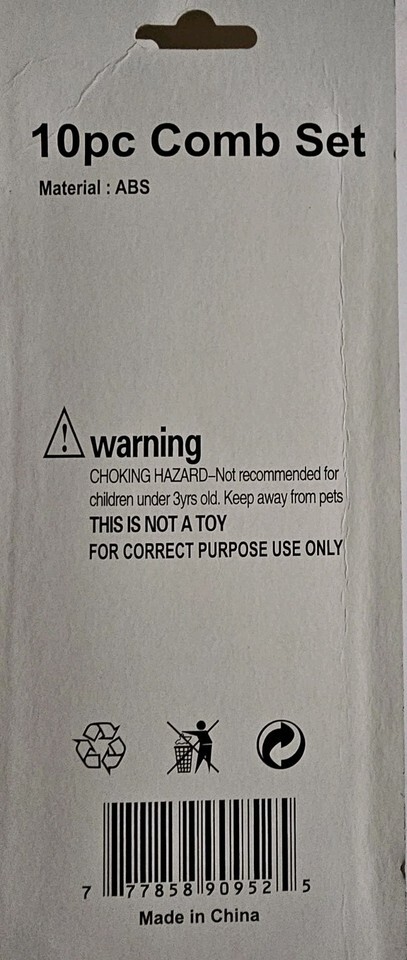 10pc Comb Set
Material : ABS
warning
CHOKING HAZARD–Not recommended for
children under 3yrs old. Keep away from pets
THIS IS NOT A TOY
FOR CORRECT PURPOSE USE ONLY
7 77858 90952 5
Made in China